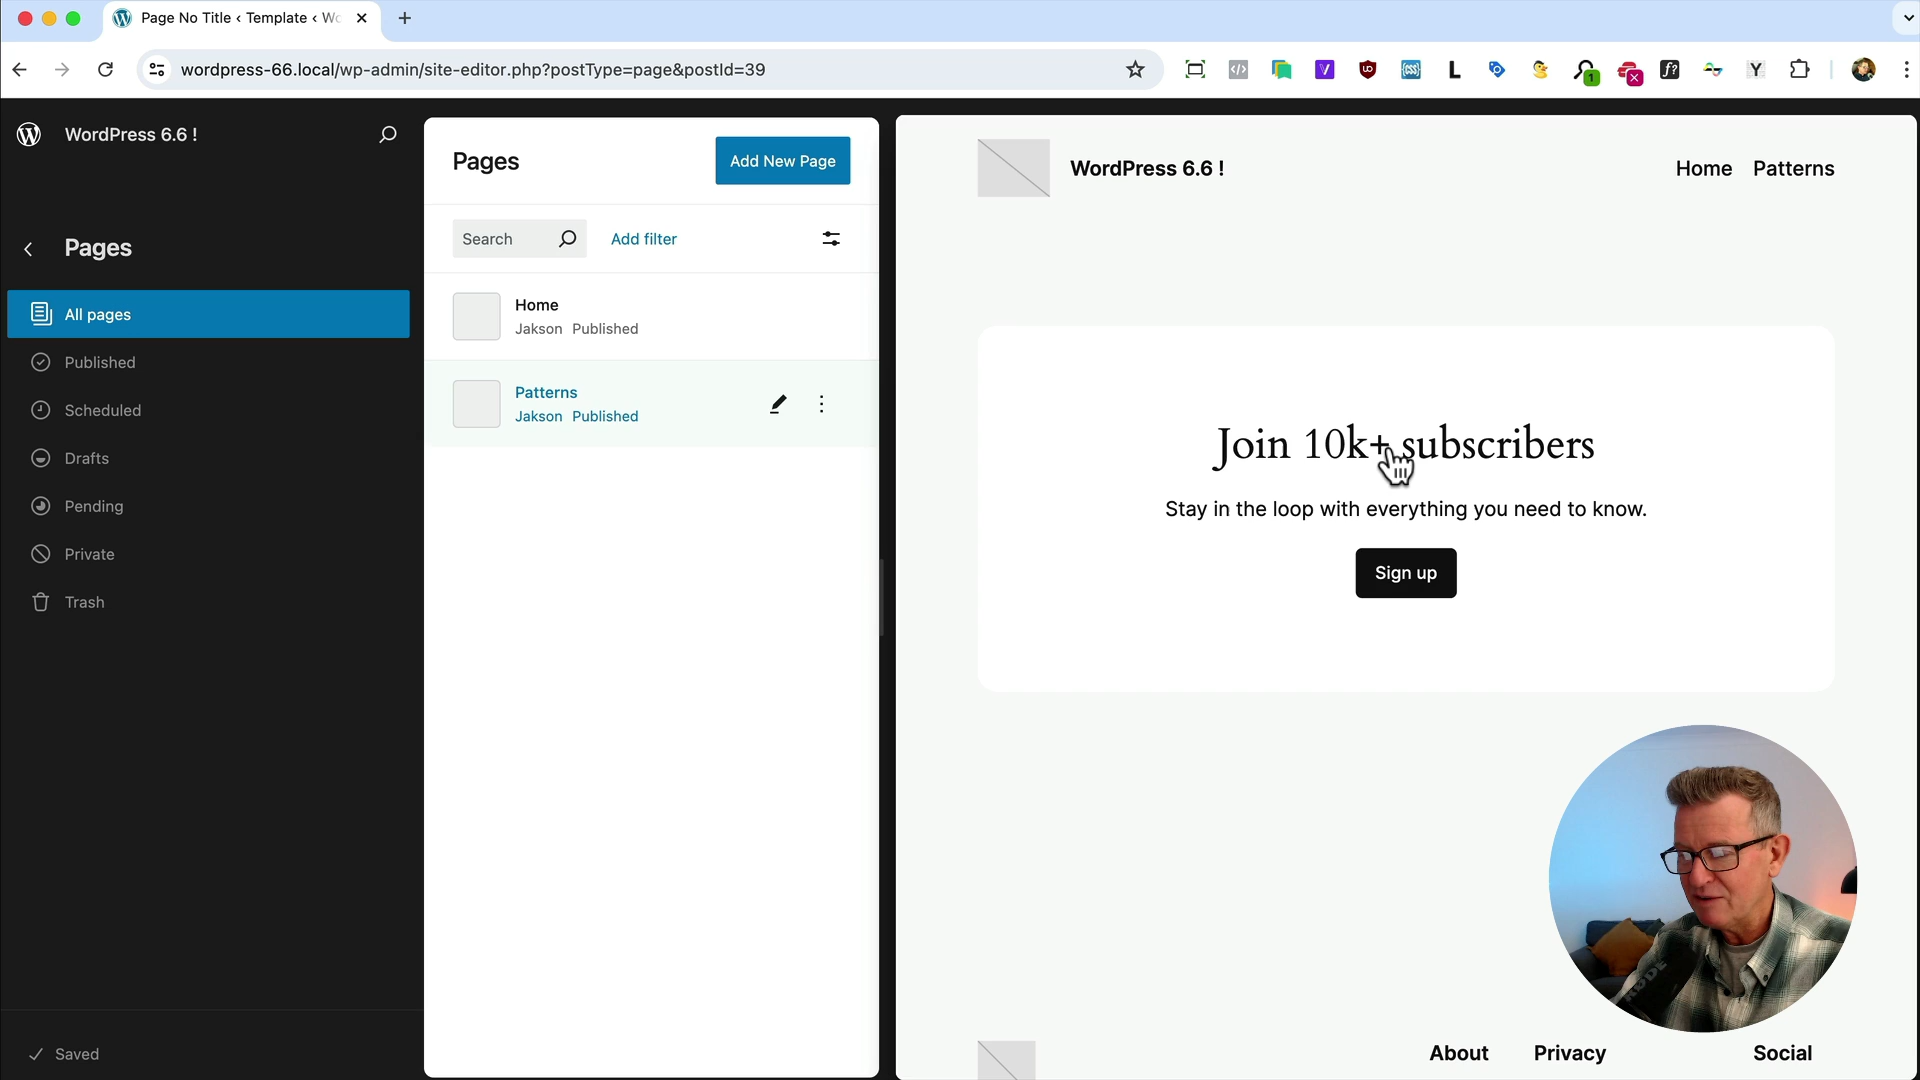 Page No Title ‹ Template ‹ Wo
wordpress-66.local/wp-admin/site-editor.php?postType=page&postId=39
1
WordPress 6.6 !
Pages
All pages
Published
Scheduled
Drafts
Pending
Private
Trash
Saved
Pages
Add New Page
Search
Add filter
Home
Jakson Published
Patterns
Jakson Published
WordPress 6.6 !
Home Patterns
Join 10k+ subscribers
Stay in the loop with everything you need to know.
Sign up
RØDE
About Privacy Social